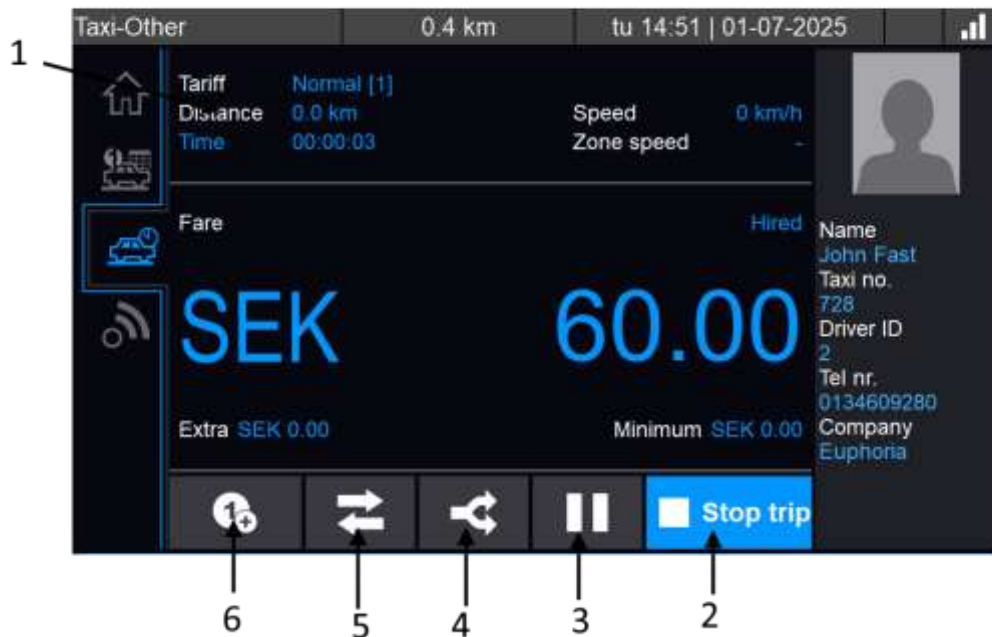 Taxi-Other 0.4 km tu 14:51 | 01-07-2025
1
Tariff Normal [1]
Distance 0.0 km Speed 0 km/h
Time 00:00:03 Zone speed -
Fare Hired
SEK 60.00
Extra SEK 0.00 Minimum SEK 0.00
Name
John Fast
Taxi no.
728
Driver ID
2
Tel nr.
0134609280
Company
Euphoria
1+ Stop trip
6 5 4 3 2